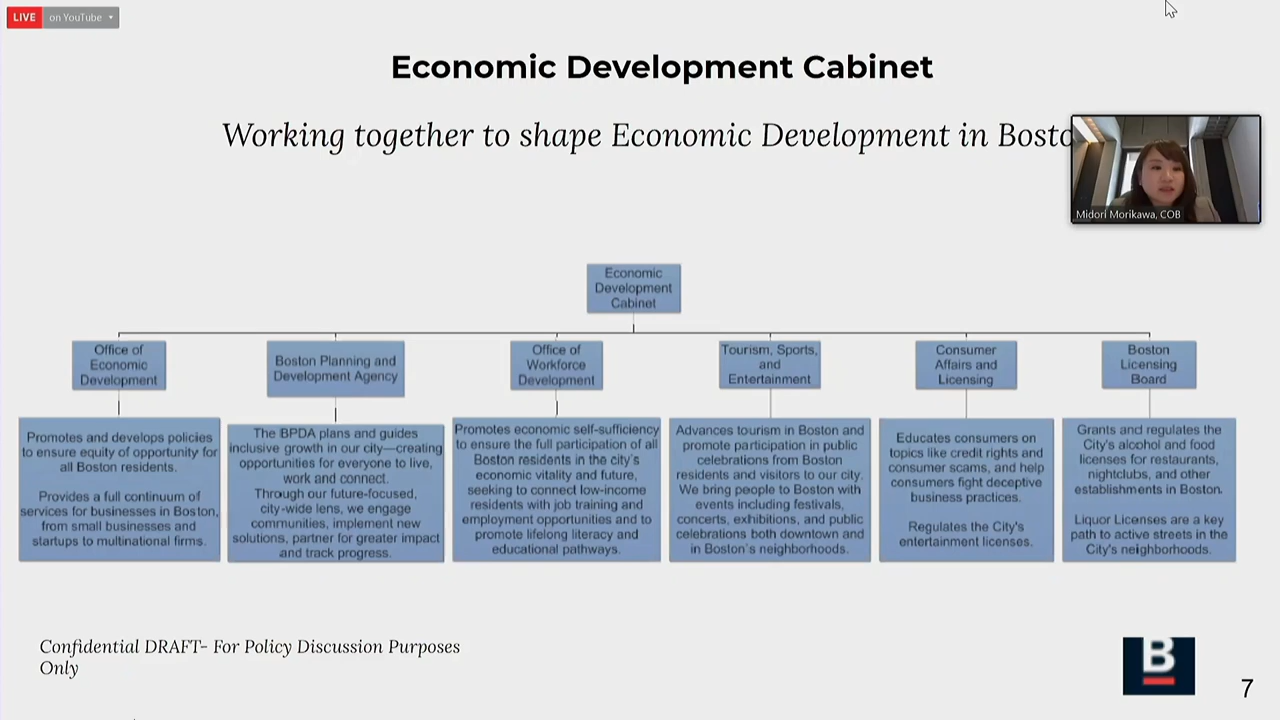 LIVE on YouTube
Economic Development Cabinet
Working together to shape Economic Development in Bosto
Midori Morikawa, COB
Economic
Development
Cabinet
Office of
Economic
Development
Boston Planning and
Development Agency
Office of
Workforce
Development
Tourism, Sports,
and
Entertainment
Consumer
Affairs and
Licensing
Boston
Licensing
Board
Promotes and develops policies
to ensure equity of opportunity for
all Boston residents.
Provides a full continuum of
services for businesses in Boston,
from small businesses and
startups to multinational firms.
The BPDA plans and guides
inclusive growth in our city—creating
opportunities for everyone to live,
work and connect.
Through our future-focused,
city-wide lens, we engage
communities, implement new
solutions, partner for greater impact
and track progress.
Promotes economic self-sufficiency
to ensure the full participation of all
Boston residents in the city's
economic vitality and future,
seeking to connect low-income
residents with job training and
employment opportunities and to
promote lifelong literacy and
educational pathways.
Advances tourism in Boston and
promote participation in public
celebrations from Boston
residents and visitors to our city.
We bring people to Boston with
events including festivals,
concerts, exhibitions, and public
celebrations both downtown and
in Boston's neighborhoods.
Educates consumers on
topics like credit rights and
consumer scams, and help
consumers fight deceptive
business practices.
Regulates the City's
entertainment licenses.
Grants and regulates the
City's alcohol and food
licenses for restaurants,
nightclubs, and other
establishments in Boston.
Liquor Licenses are a key
path to active streets in the
City's neighborhoods.
Confidential DRAFT- For Policy Discussion Purposes
Only
B
7